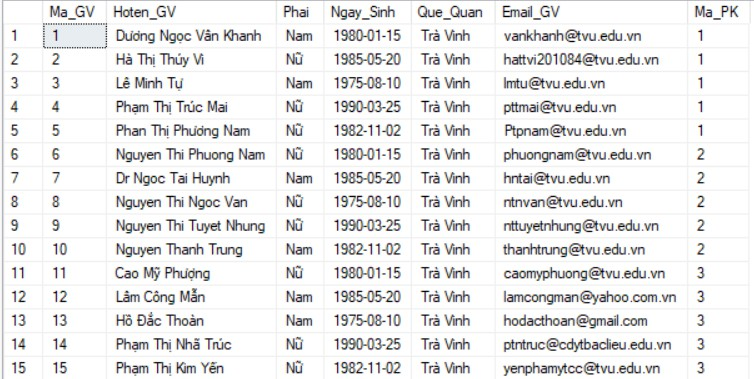 Ma_GV Hoten_GV Phai Ngay_Sinh Que_Quan Email_GV Ma_PK
1 1 Dương Ngọc Vân Khanh Nam 1980-01-15 Trà Vinh vankhanh@tvu.edu.vn 1
2 2 Hà Thị Thúy Vi Nữ 1985-05-20 Trà Vinh hattvi201084@tvu.edu.vn 1
3 3 Lê Minh Tự Nam 1975-08-10 Trà Vinh lmtu@tvu.edu.vn 1
4 4 Phạm Thị Trúc Mai Nữ 1990-03-25 Trà Vinh pttmai@tvu.edu.vn 1
5 5 Phan Thị Phương Nam Nữ 1982-11-02 Trà Vinh Ptpnam@tvu.edu.vn 1
6 6 Nguyen Thi Phuong Nam Nữ 1980-01-15 Trà Vinh phuongnam@tvu.edu.vn 2
7 7 Dr Ngoc Tai Huynh Nam 1985-05-20 Trà Vinh hntai@tvu.edu.vn 2
8 8 Nguyen Thi Ngoc Van Nữ 1975-08-10 Trà Vinh ntnvan@tvu.edu.vn 2
9 9 Nguyen Thi Tuyet Nhung Nữ 1990-03-25 Trà Vinh nttuyetnhung@tvu.edu.vn 2
10 10 Nguyen Thanh Trung Nam 1982-11-02 Trà Vinh thanhtrung@tvu.edu.vn 2
11 11 Cao Mỹ Phượng Nữ 1980-01-15 Trà Vinh caomyphuong@tvu.edu.vn 3
12 12 Lâm Công Mẫn Nam 1985-05-20 Trà Vinh lamcongman@yahoo.com.vn 3
13 13 Hồ Đắc Thoàn Nam 1975-08-10 Trà Vinh hodacthoan@gmail.com 3
14 14 Phạm Thị Nhã Trúc Nữ 1990-03-25 Trà Vinh ptntruc@cdytbaclieu.edu.vn 3
15 15 Phạm Thị Kim Yến Nữ 1982-11-02 Trà Vinh yenphamytcc@tvu.edu.vn 3